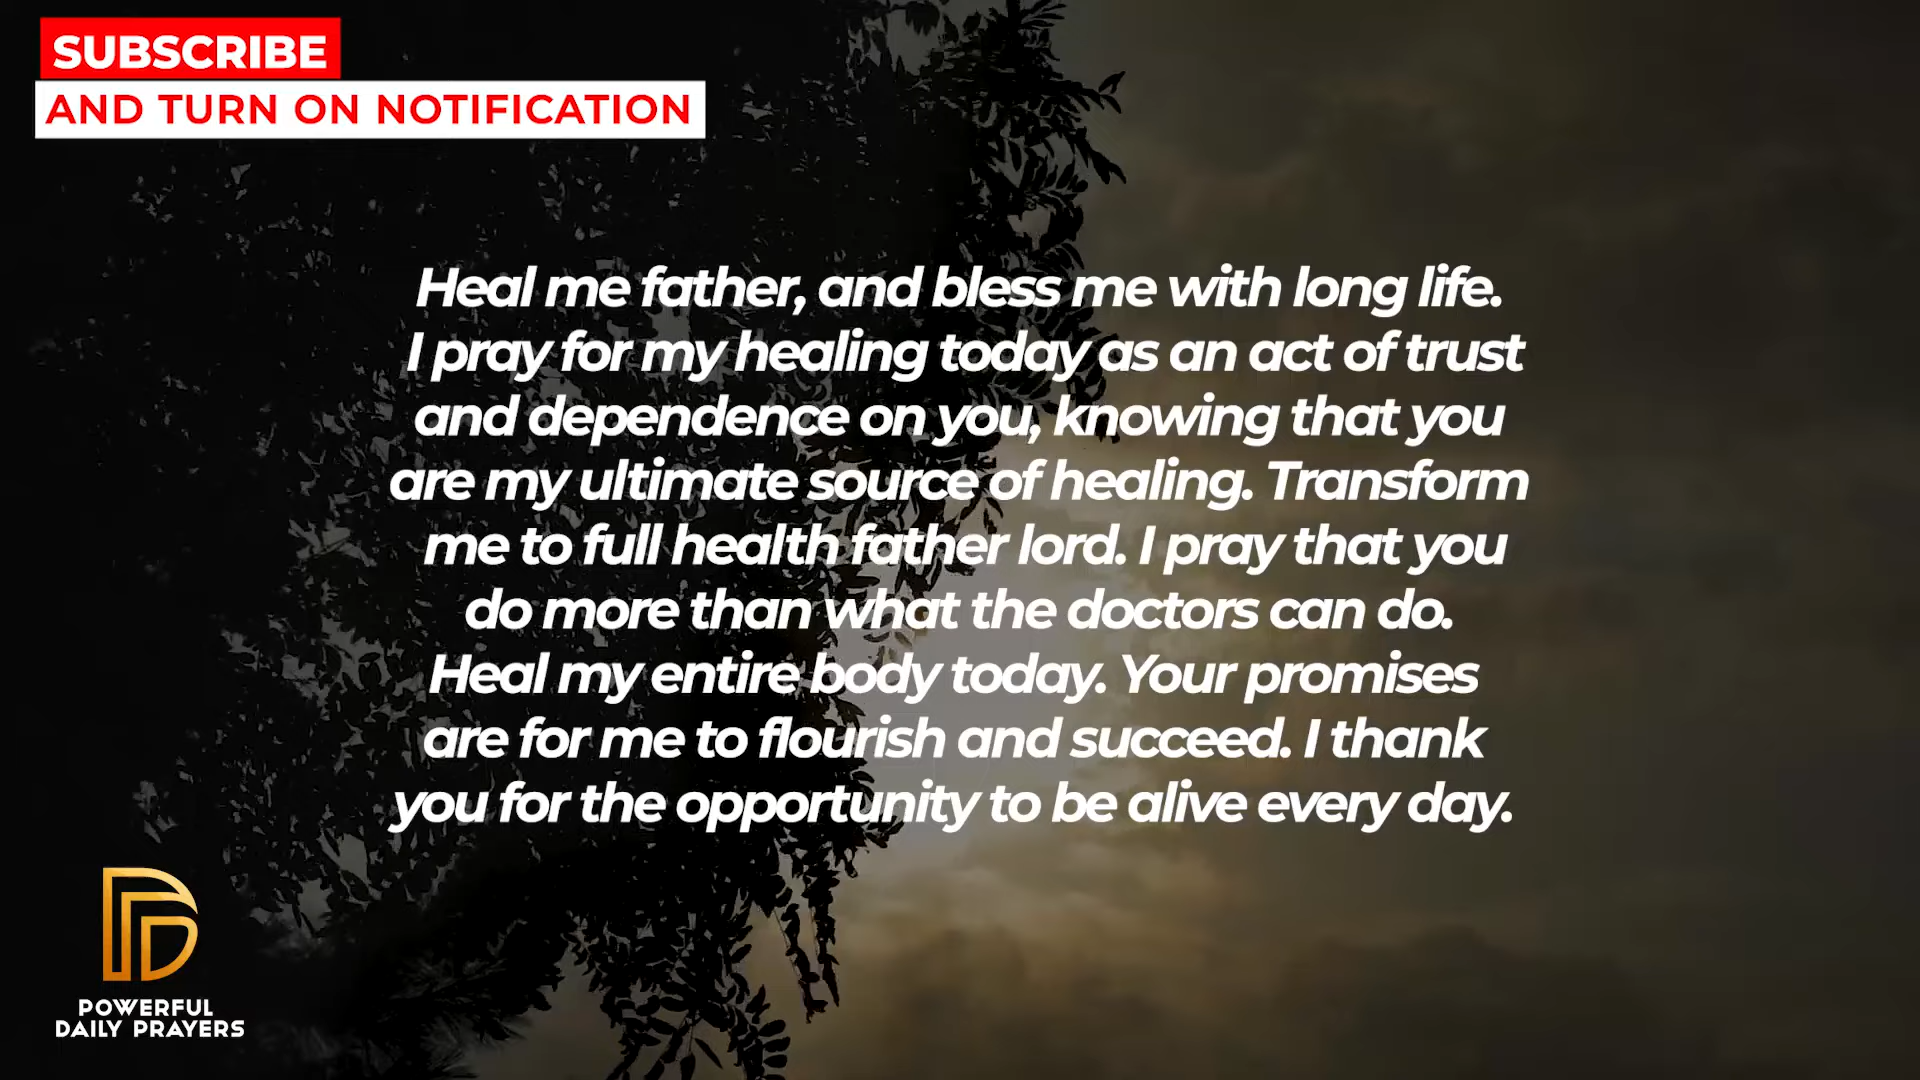 SUBSCRIBE
AND TURN ON NOTIFICATION
Heal me father, and bless me with long life.
I pray for my healing today as an act of trust
and dependence on you, knowing that you
are my ultimate source of healing. Transform
me to full health father lord. I pray that you
do more than what the doctors can do.
Heal my entire body today. Your promises
are for me to flourish and succeed. I thank
you for the opportunity to be alive every day.
POWERFUL
DAILY PRAYERS